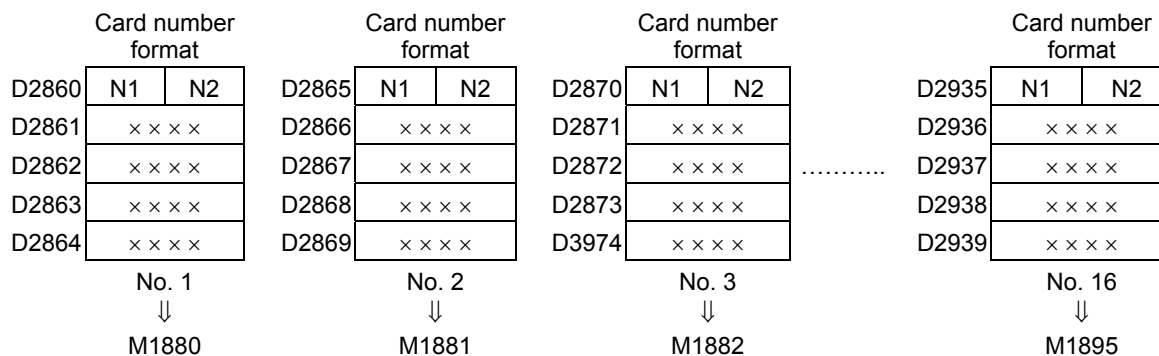 Card number Card number Card number Card number
format format format format
D2860 N1 N2 D2865 N1 N2 D2870 N1 N2 D2935 N1 N2
D2861 × × × × D2866 × × × × D2871 × × × × D2936 × × × ×
D2862 × × × × D2867 × × × × D2872 × × × × ……….. D2937 × × × ×
D2863 × × × × D2868 × × × × D2873 × × × × D2938 × × × ×
D2864 × × × × D2869 × × × × D3974 × × × × D2939 × × × ×
No. 1 No. 2 No. 3 No. 16
⇓ ⇓ ⇓ ⇓
M1880 M1881 M1882 M1895